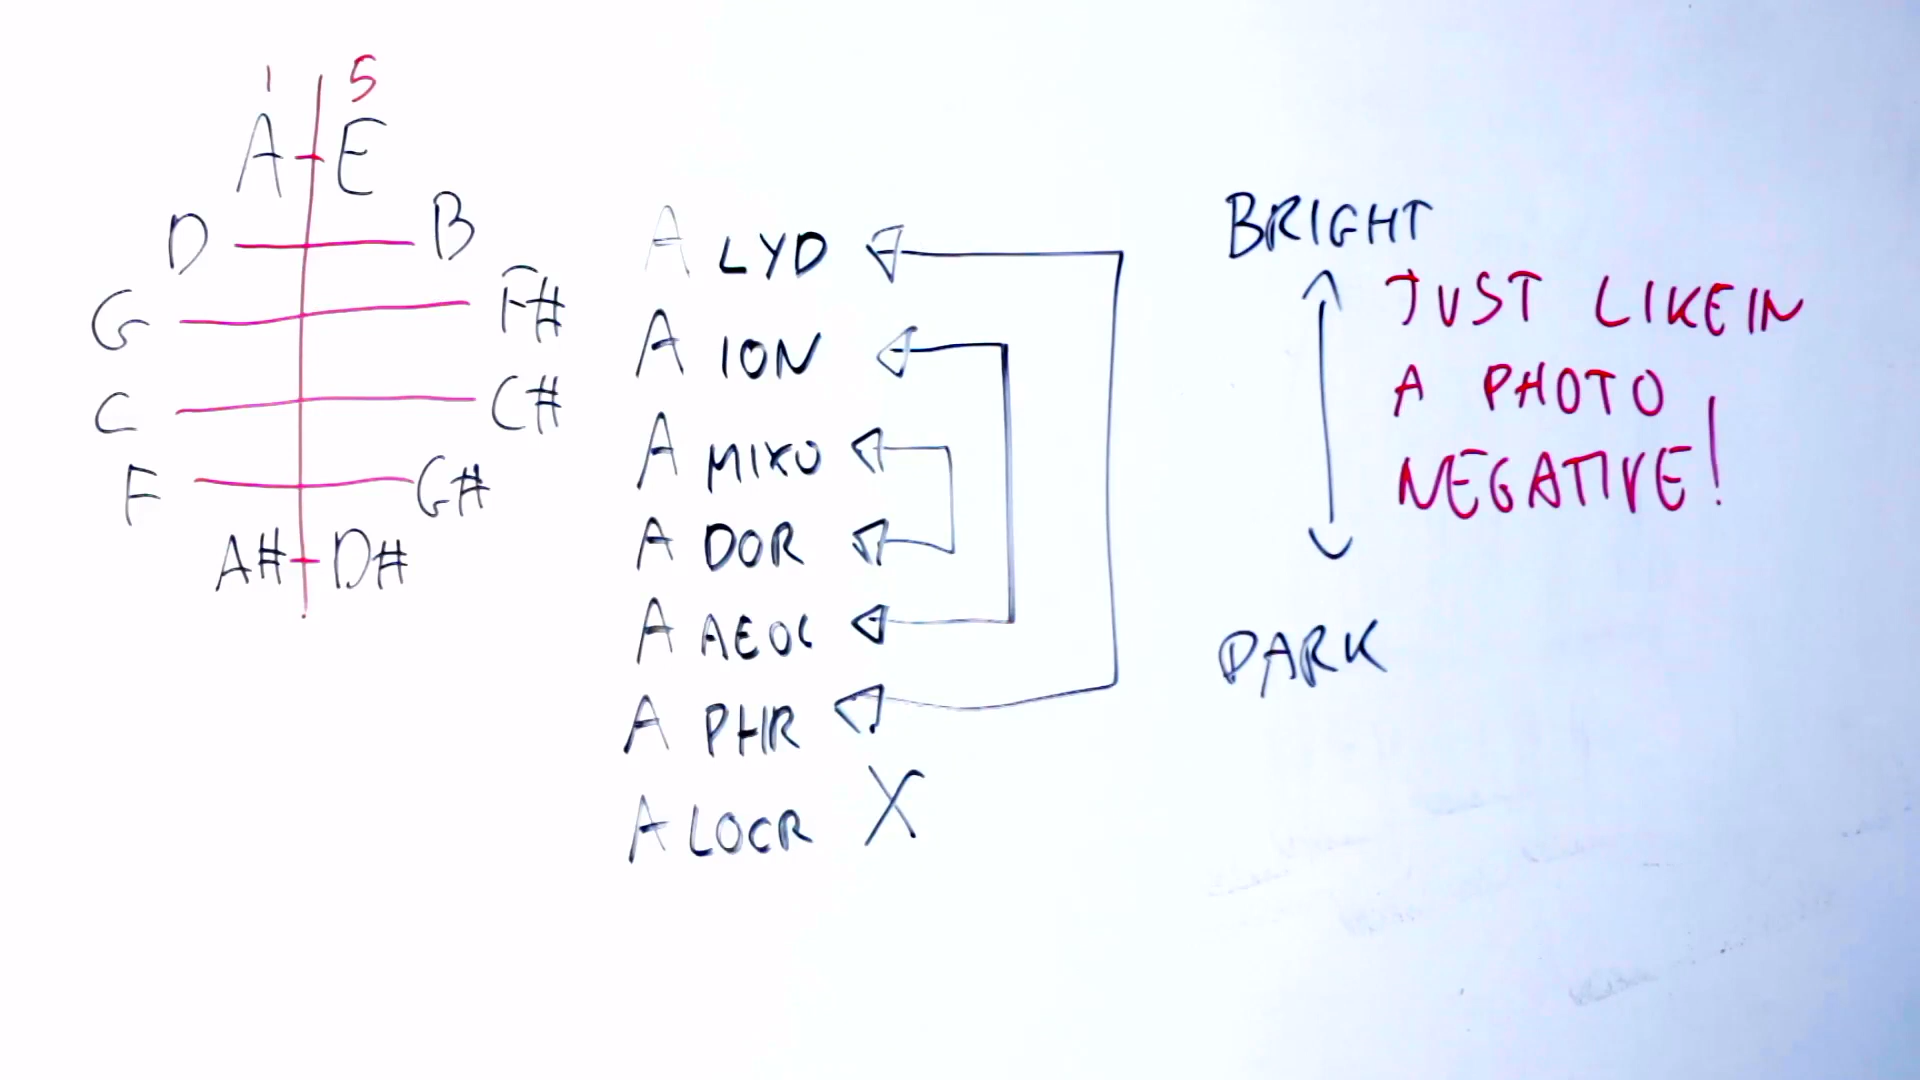 1 5
A E
D B
G F#
C C#
F G#
A# D#
A LYD
A ION
A MIXO
A DOR
A AEOL
A PHR
A LOCR X
BRIGHT
JUST LIKE IN
A PHOTO
NEGATIVE!
DARK